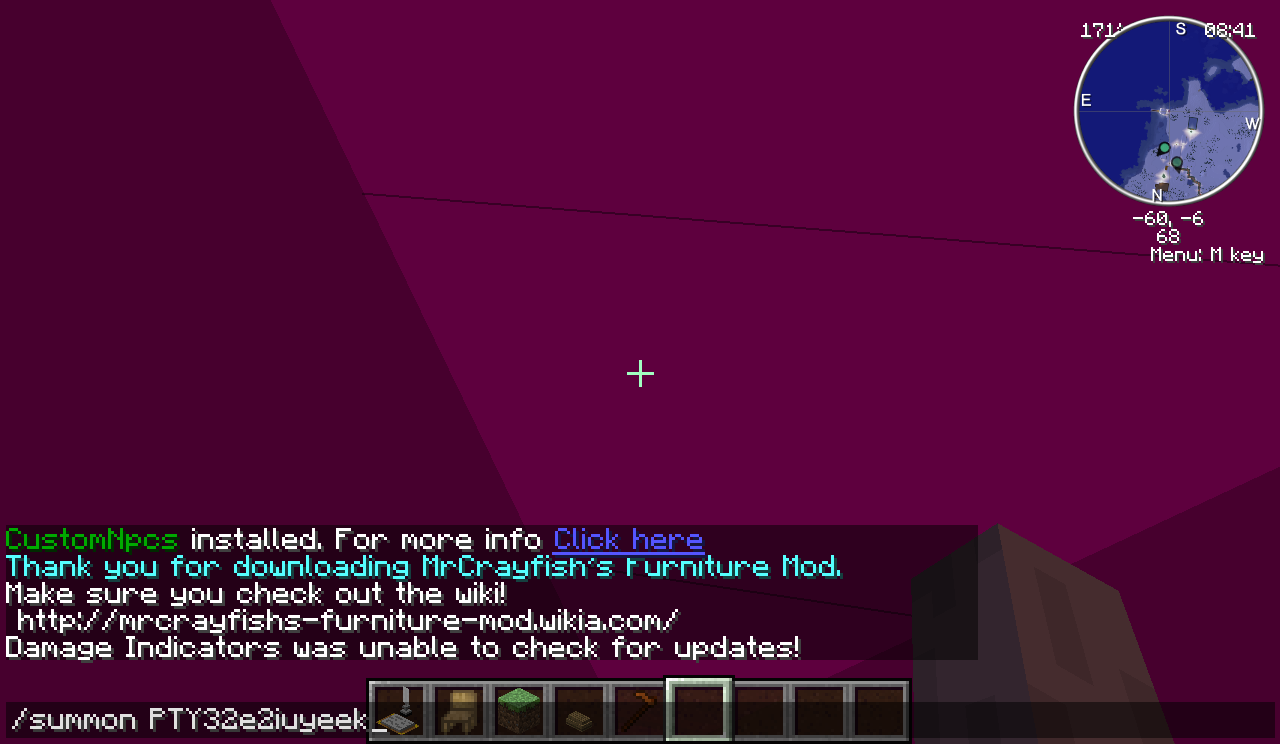 171°
S
08:41
E
W
N
-60, -6
68
Menu: M key
CustomNpcs installed. For more info Click here
Thank you for downloading MrCrayfish's Furniture Mod.
Make sure you check out the wiki!
http://mrcrayfishs-furniture-mod.wikia.com/
Damage Indicators was unable to check for updates!
/summon PTY32e2iuyeek_